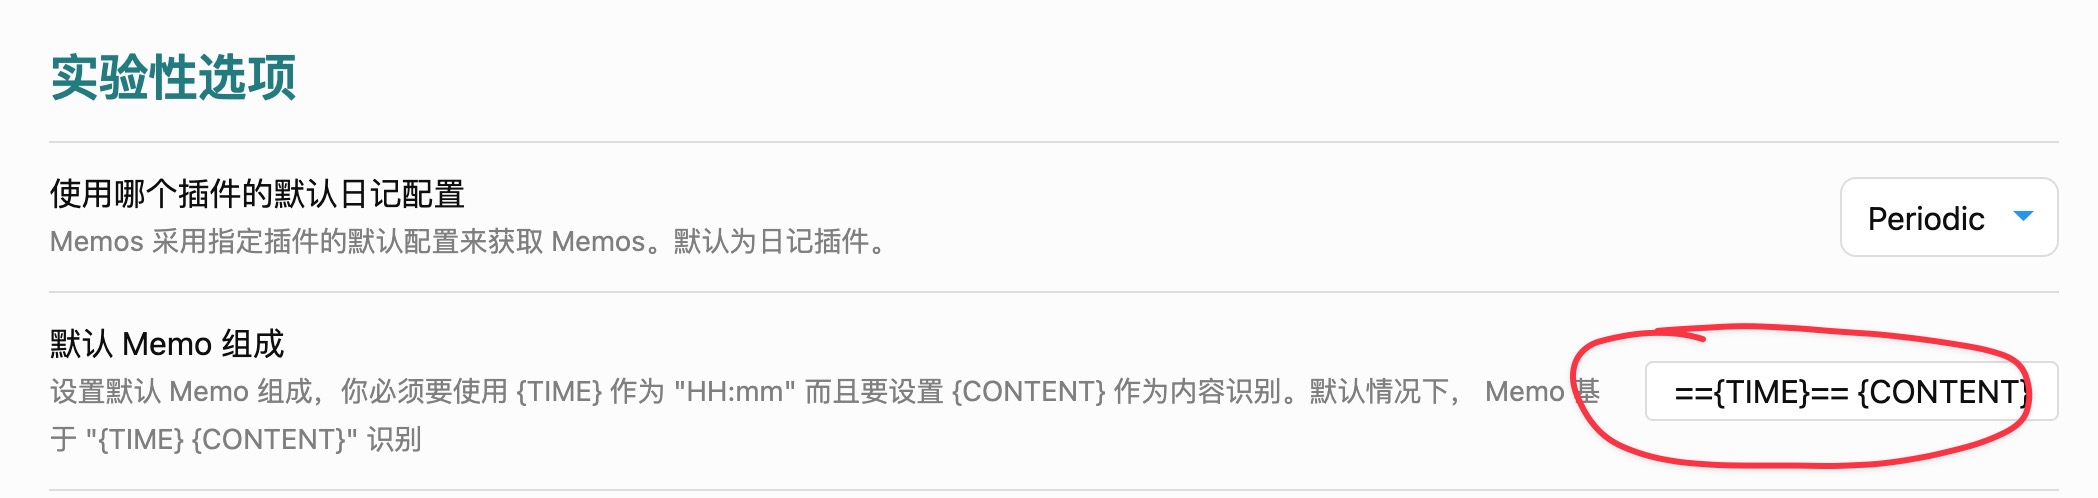 实验性选项
使用哪个插件的默认日记配置
Memos 采用指定插件的默认配置来获取 Memos。默认为日记插件。
Periodic
默认 Memo 组成
设置默认 Memo 组成，你必须要使用 {TIME} 作为 "HH:mm" 而且要设置 {CONTENT} 作为内容识别。默认情况下， Memo 基
于 "{TIME} {CONTENT}" 识别
=={TIME}== {CONTENT}